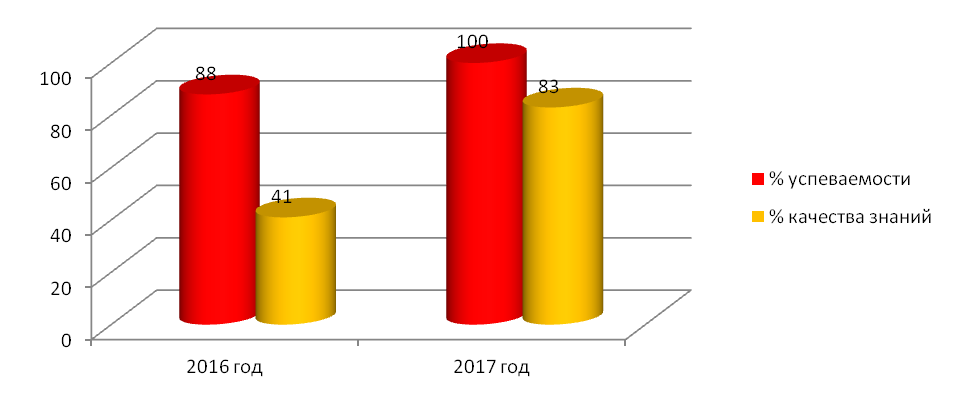 100
80
60
40
20
0
88
41
100
83
2016 год
2017 год
% успеваемости
% качества знаний